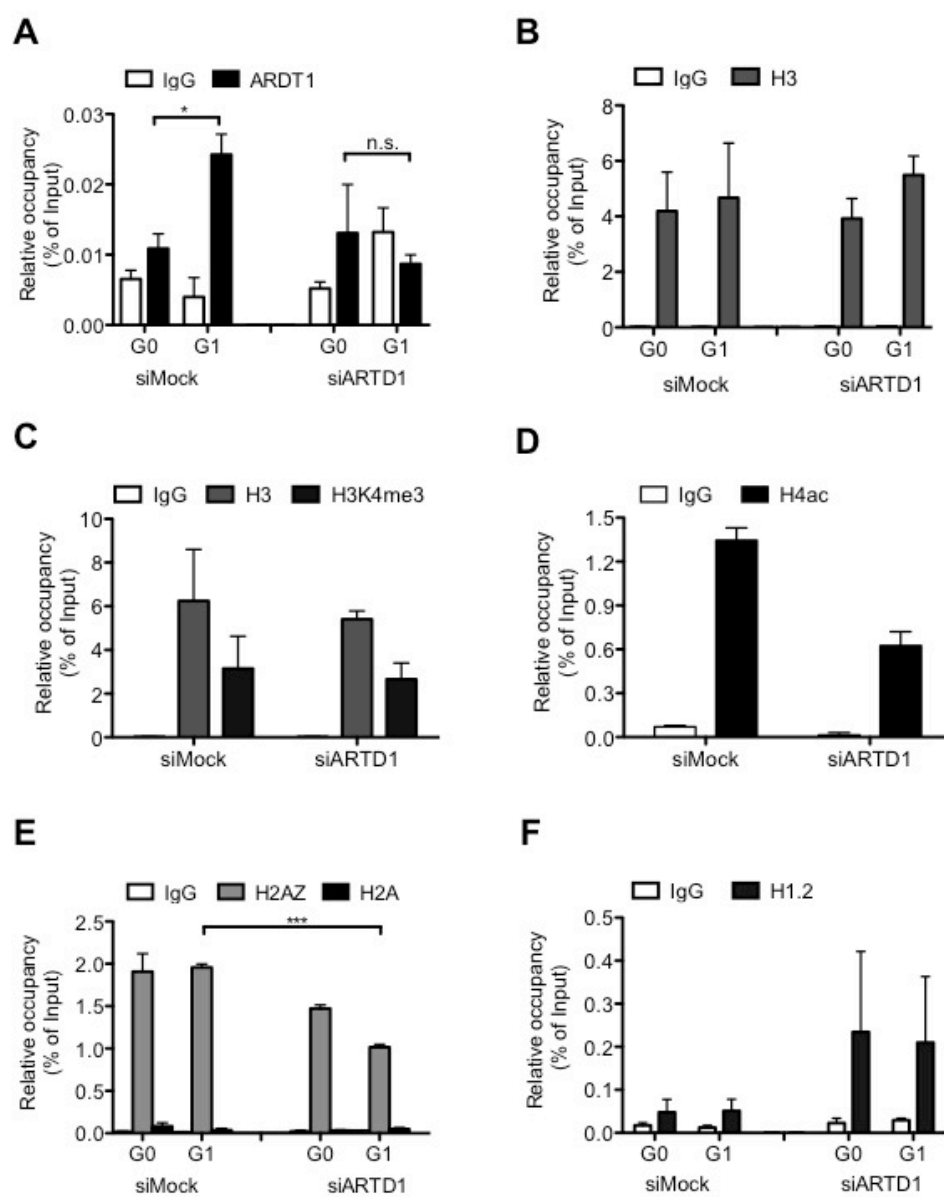 A
IgG ARDT1
Relative occupancy
(% of Input)
0.03
0.02
0.01
0.00
*
n.s.
G0 G1 G0 G1
siMock siARTD1
B
IgG H3
Relative occupancy
(% of Input)
8
6
4
2
0
G0 G1 G0 G1
siMock siARTD1
C
IgG H3 H3K4me3
Relative occupancy
(% of Input)
10
8
6
4
2
0
siMock siARTD1
D
IgG H4ac
Relative occupancy
(% of Input)
1.5
1.2
0.9
0.6
0.3
0.0
siMock siARTD1
E
IgG H2AZ H2A
Relative occupancy
(% of Input)
2.5
2.0
1.5
1.0
0.5
0.0
***
G0 G1 G0 G1
siMock siARTD1
F
IgG H1.2
Relative occupancy
(% of Input)
0.5
0.4
0.3
0.2
0.1
0.0
G0 G1 G0 G1
siMock siARTD1